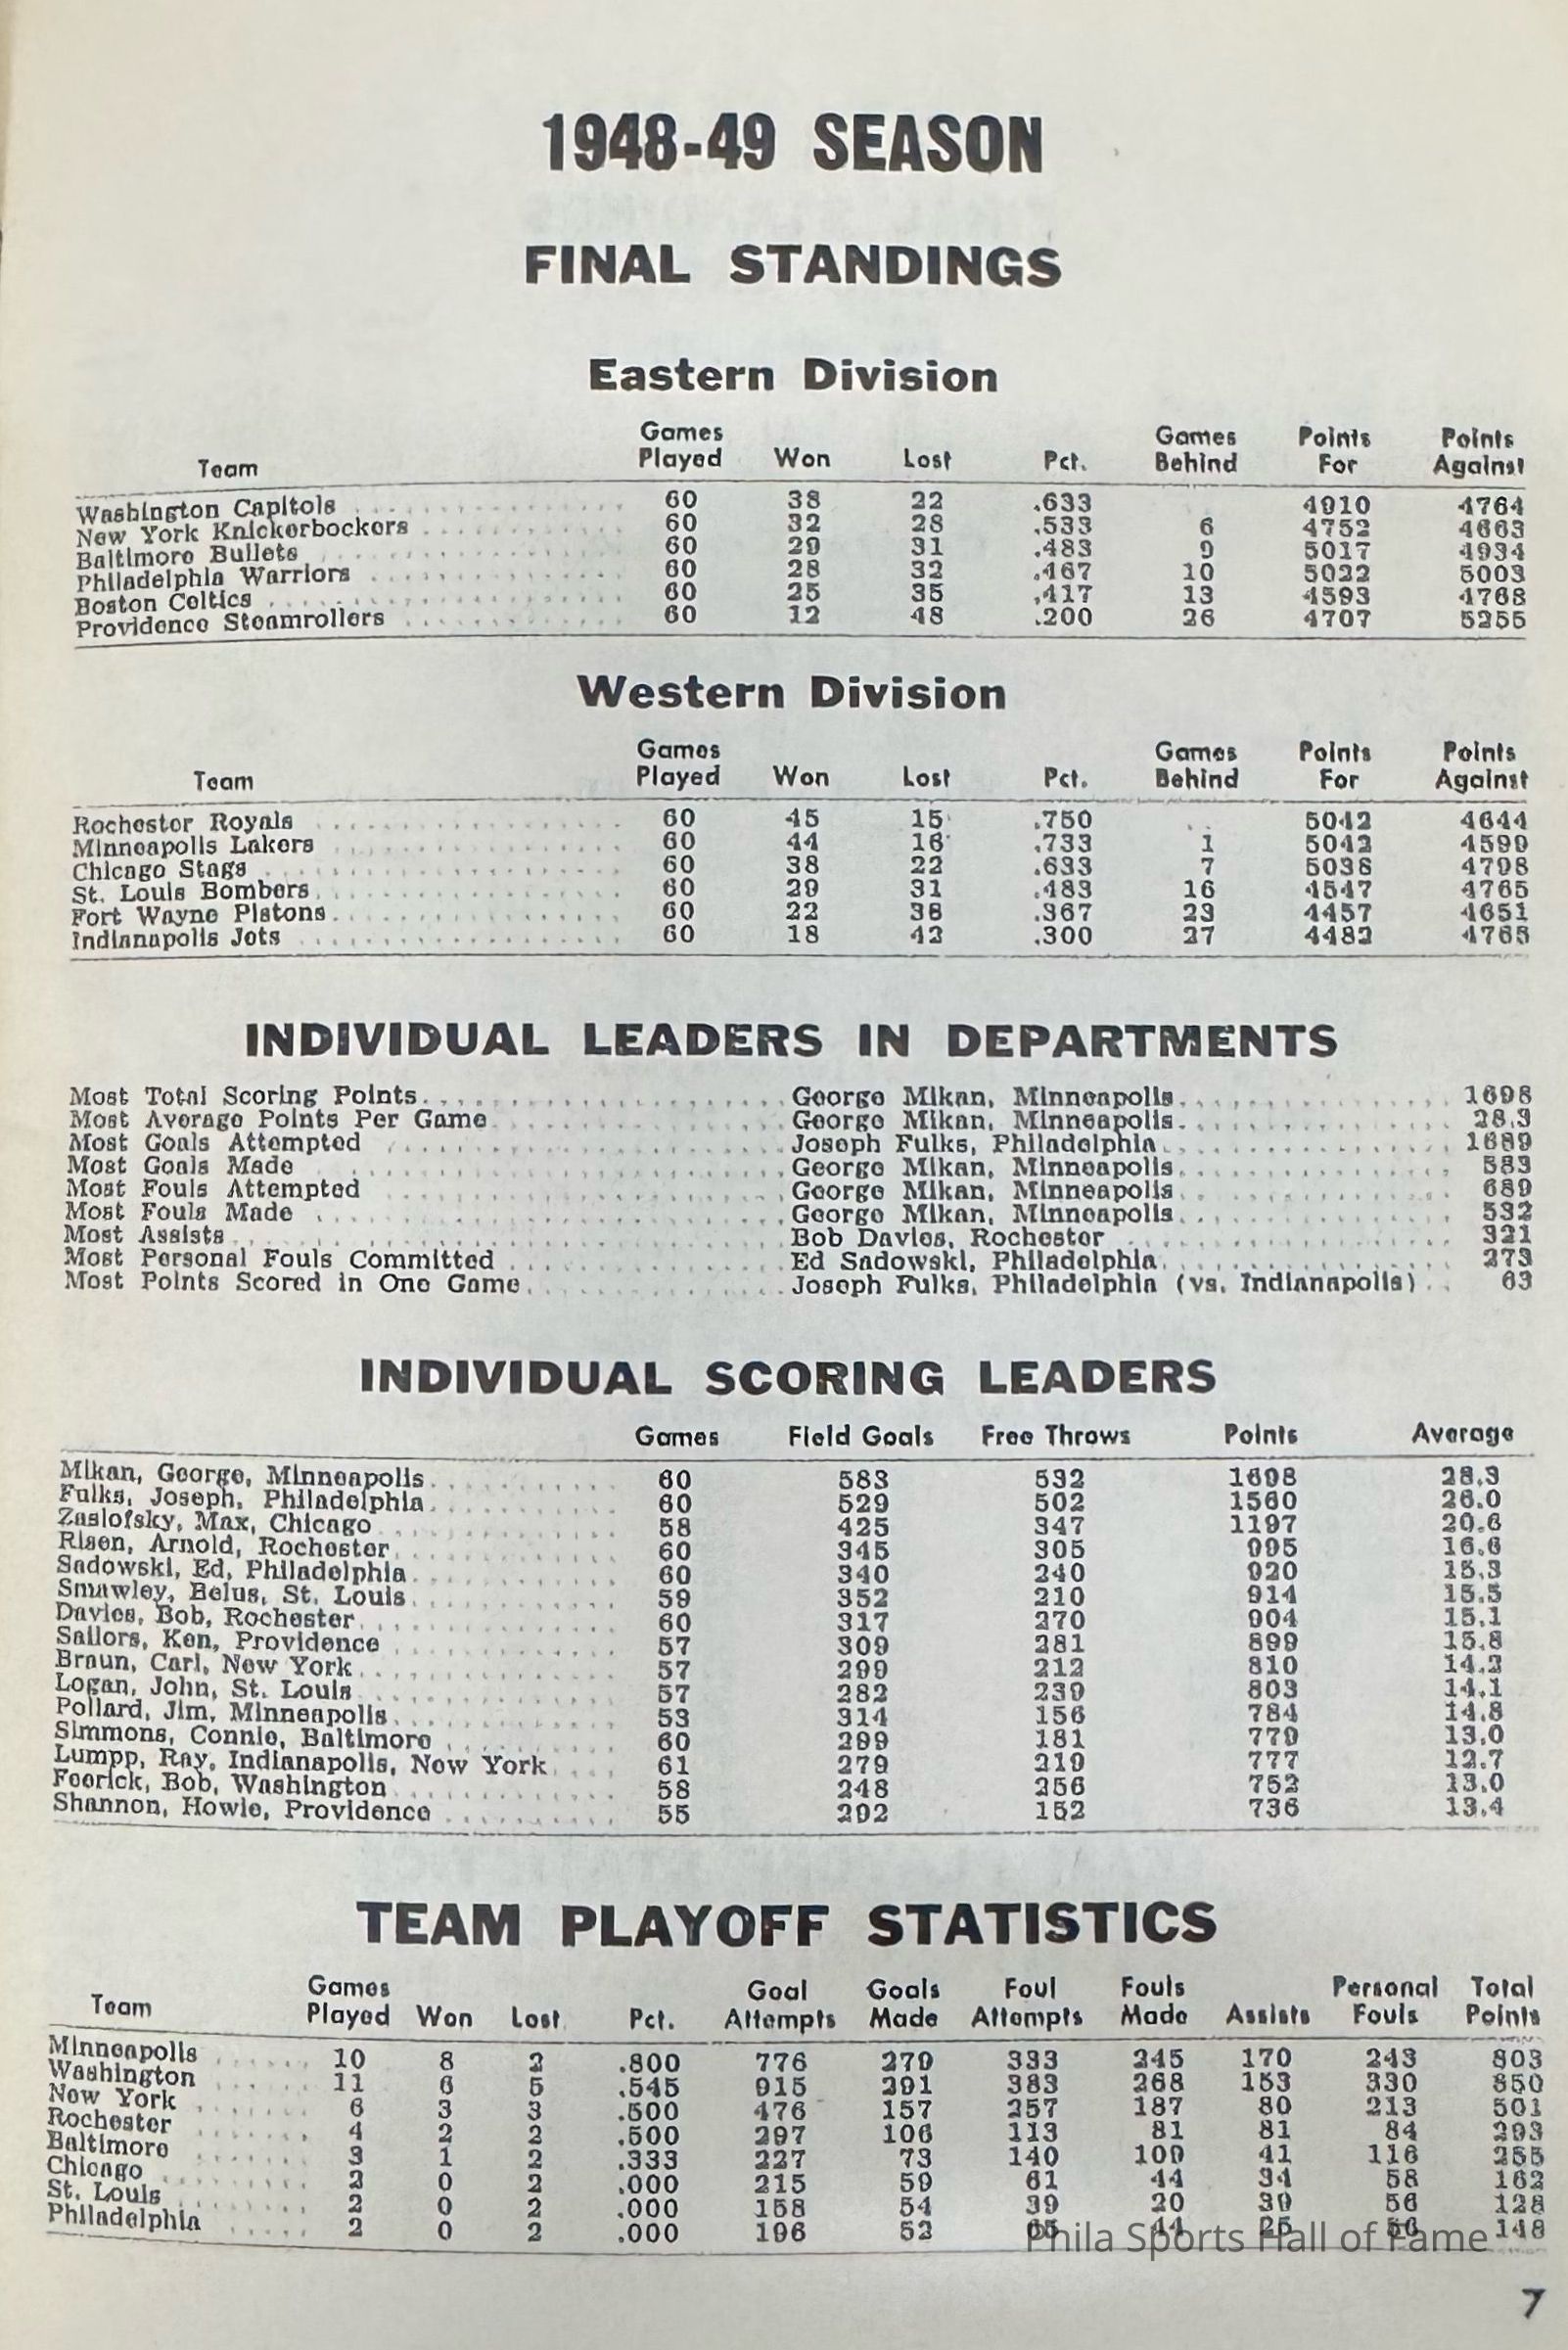 1948-49 SEASON
FINAL STANDINGS
Eastern Division
Team Games Played Won Lost Pct. Games Behind Points For Points Against
Washington Capitols 60 38 22 .633 4910 4764
New York Knickerbockers 60 32 28 .533 6 4752 4663
Baltimore Bullets 60 29 31 .483 9 5017 4934
Philadelphia Warriors 60 28 32 .467 10 5022 5003
Boston Celtics 60 25 35 .417 13 4593 4768
Providence Steamrollers 60 12 48 .200 26 4707 5255
Western Division
Team Games Played Won Lost Pct. Games Behind Points For Points Against
Rochester Royals 60 45 15 .750 . . 5042 4644
Minneapolis Lakers 60 44 16 .733 1 5042 4599
Chicago Stags 60 38 22 .633 7 5038 4798
St. Louis Bombers 60 29 31 .483 16 4547 4765
Fort Wayne Pistons 60 22 38 .367 23 4457 4651
Indianapolis Jets 60 18 42 .300 27 4482 4768
INDIVIDUAL LEADERS IN DEPARTMENTS
Most Total Scoring Points George Mikan, Minneapolis 1698
Most Average Points Per Game George Mikan, Minneapolis 28.3
Most Goals Attempted Joseph Fulks, Philadelphia 1689
Most Goals Made George Mikan, Minneapolis 583
Most Fouls Attempted George Mikan, Minneapolis 689
Most Fouls Made George Mikan, Minneapolis 532
Most Assists Bob Davies, Rochester 321
Most Personal Fouls Committed Ed Sadowski, Philadelphia 273
Most Points Scored in One Game Joseph Fulks, Philadelphia (vs. Indianapolis) 63
INDIVIDUAL SCORING LEADERS
Games Field Goals Free Throws Points Average
Mikan, George, Minneapolis 60 583 532 1698 28.3
Fulks, Joseph, Philadelphia 60 529 502 1560 26.0
Zaslofsky, Max, Chicago 58 425 347 1197 20.6
Risen, Arnold, Rochester 60 345 305 995 16.6
Sadowski, Ed, Philadelphia 60 340 240 920 15.3
Smawley, Belus, St. Louis 59 352 210 914 15.5
Davies, Bob, Rochester 60 317 270 904 15.1
Sailors, Ken, Providence 57 309 281 899 15.8
Braun, Carl, New York 57 299 212 810 14.2
Logan, John, St. Louis 57 282 239 803 14.1
Pollard, Jim, Minneapolis 53 314 156 784 14.8
Simmons, Connie, Baltimore 60 299 181 779 13.0
Lumpp, Ray, Indianapolis, New York 61 279 219 777 12.7
Feerick, Bob, Washington 58 248 256 752 13.0
Shannon, Howie, Providence 55 292 152 736 13.4
TEAM PLAYOFF STATISTICS
Team Games Played Won Lost Pct. Goal Attempts Goals Made Foul Attempts Fouls Made Assists Personal Fouls Total Points
Minneapolis 10 8 2 .800 776 279 333 245 170 243 803
Washington 11 6 5 .545 915 291 383 268 153 330 850
New York 6 3 3 .500 476 157 257 187 80 213 501
Rochester 4 2 2 .500 297 106 113 81 81 84 293
Baltimore 3 1 2 .333 227 73 140 109 41 116 255
Chicago 2 0 2 .000 215 59 61 44 34 58 162
St. Louis 2 0 2 .000 158 54 39 20 39 56 128
Philadelphia 2 0 2 .000 196 52 65 44 25 56 148
Phila Sports Hall of Fame
7